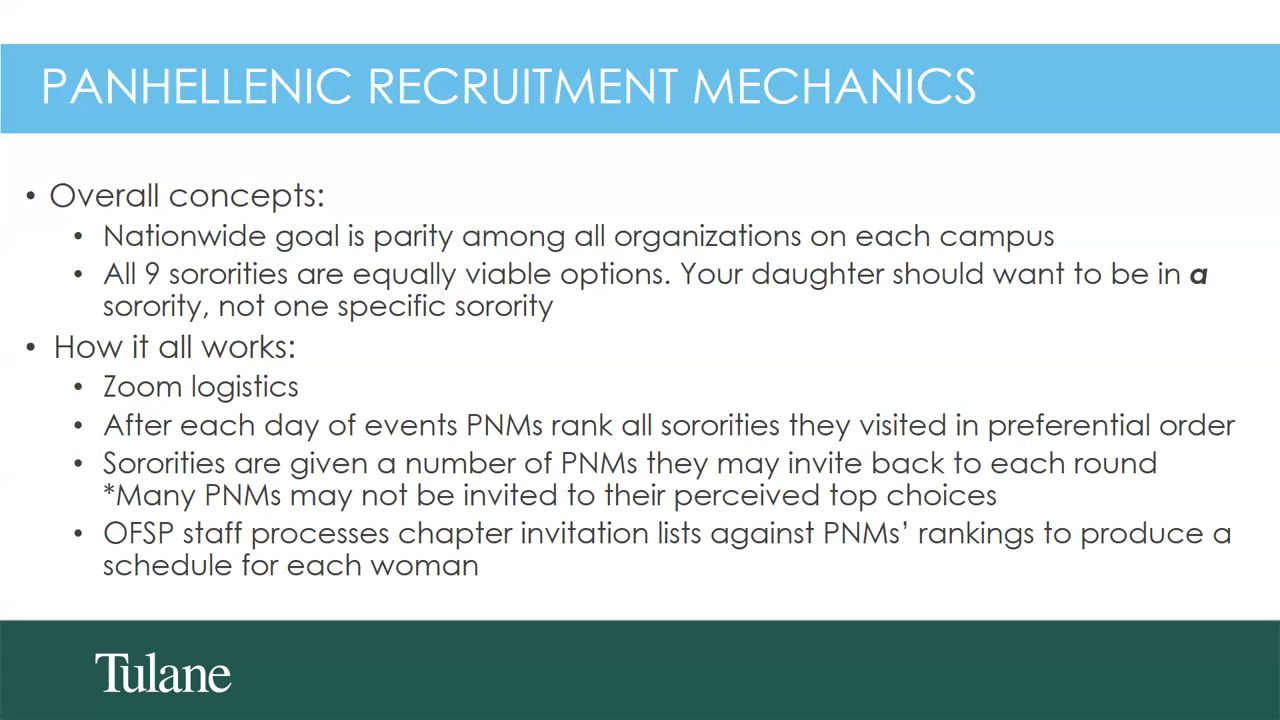 PANHELLENIC RECRUITMENT MECHANICS
• Overall concepts:
• Nationwide goal is parity among all organizations on each campus
• All 9 sororities are equally viable options. Your daughter should want to be in a
sorority, not one specific sorority
• How it all works:
• Zoom logistics
• After each day of events PNMs rank all sororities they visited in preferential order
• Sororities are given a number of PNMs they may invite back to each round
*Many PNMs may not be invited to their perceived top choices
• OFSP staff processes chapter invitation lists against PNMs’ rankings to produce a
schedule for each woman
Tulane